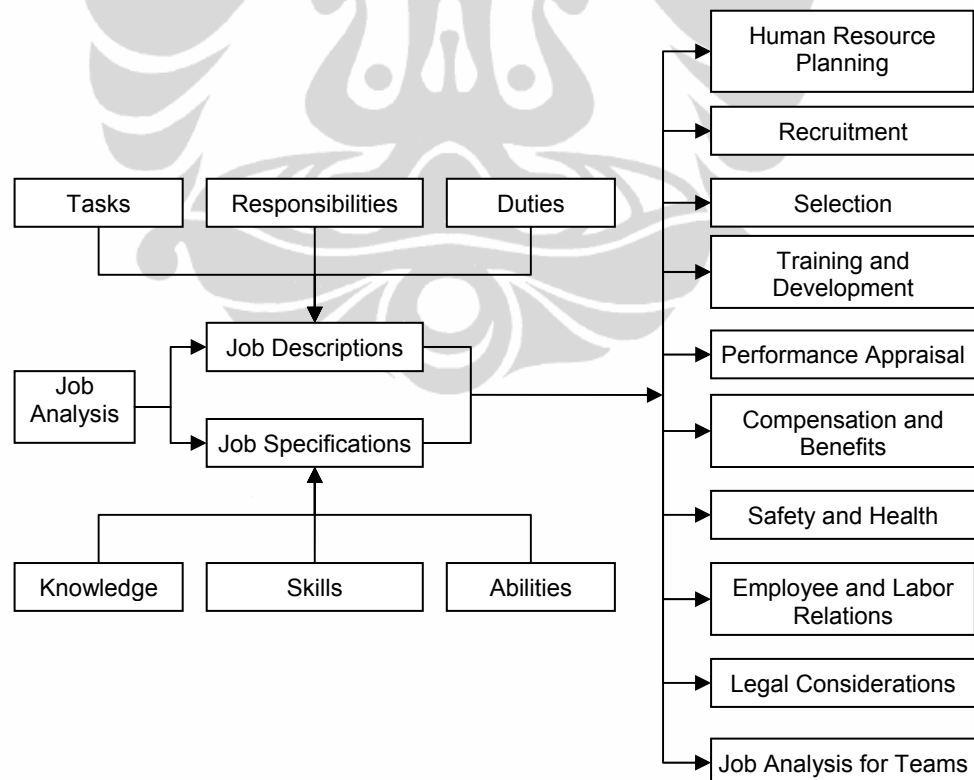 Human Resource
Planning
Recruitment
Tasks
Responsibilities
Duties
Selection
Training and
Development
Job Descriptions
Performance Appraisal
Job
Analysis
Compensation and
Benefits
Job Specifications
Safety and Health
Knowledge
Skills
Abilities
Employee and Labor
Relations
Legal Considerations
Job Analysis for Teams